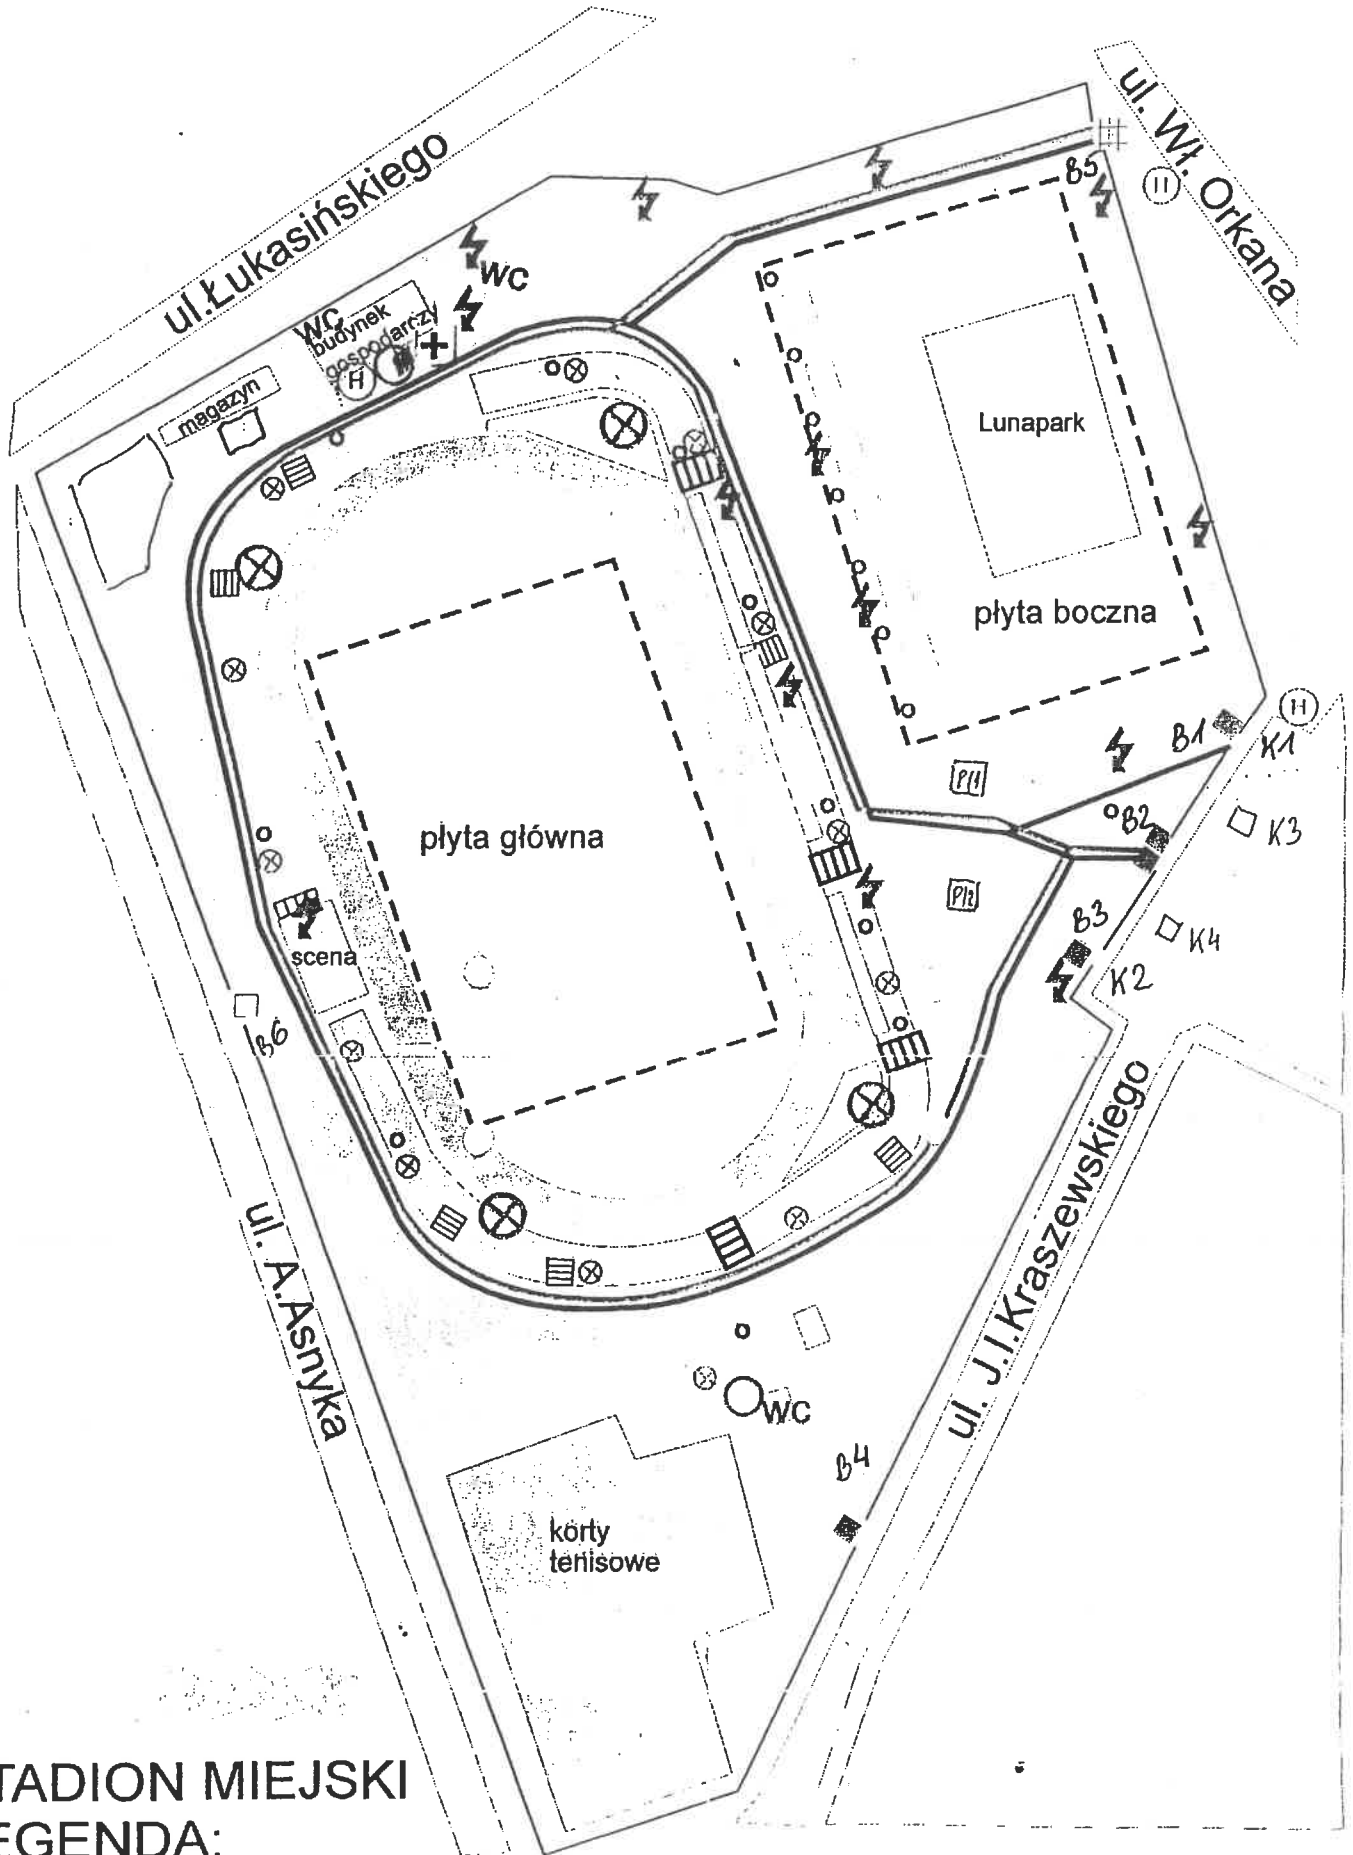 ul. Wł. Orkana
ul.Łukasińskiego
B5
WC
WC
budynek
gospodarczy
H
magazyn
Lunapark
płyta boczna
H
B1
K1
płyta główna
B2
K3
B3
K4
K2
scena
B6
ul. A.Asnyka
ul. J.I.Kraszewskiego
WC
B4
korty
tenisowe
TADION MIEJSKI
EGENDA: